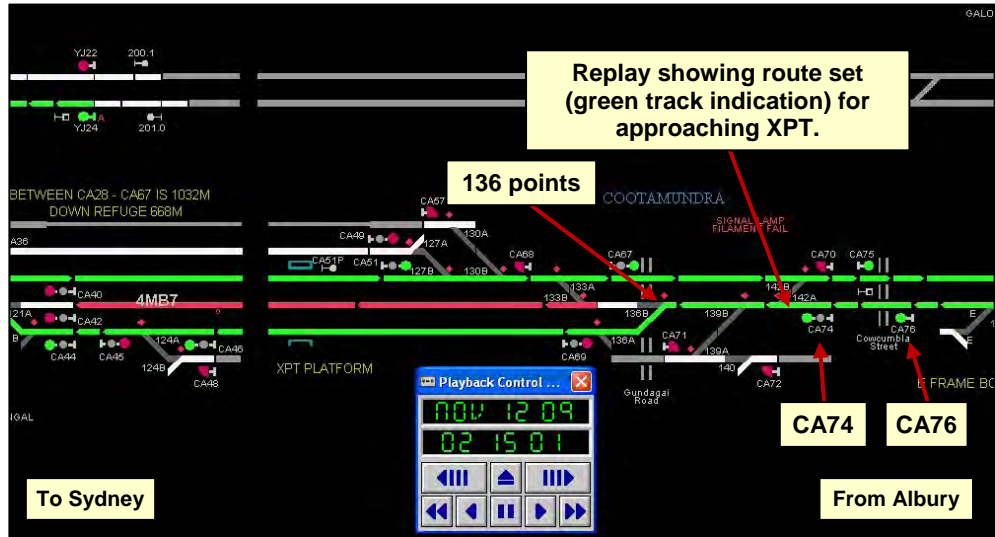 GALO
YJ22 200.1
YJ24 A 201.0
Replay showing route set
(green track indication) for
approaching XPT.
136 points
BETWEEN CA28 - CA67 IS 1032M
DOWN REFUGE 668M
COOTAMUNDRA
SIGNAL LAMP
FILAMENT FAIL
CA57
130A
A36 CA49 127A
CA51P CA51 127B 130B CA68 CA67 CA70 CA75
133A 142B
CA40 4MB7 133B 142A
121A CA42 136B 139B CA74 CA76
B 124A 136A CA71 Cowcumbla
Street E
CA44 CA45 CA46 CA69 139A E
124B CA48 XPT PLATFORM 140 CA72
Gundagai
Road
E FRAME BO
NGAL
Playback Control ...
NOV 12 09
02 15 01
CA74 CA76
To Sydney From Albury